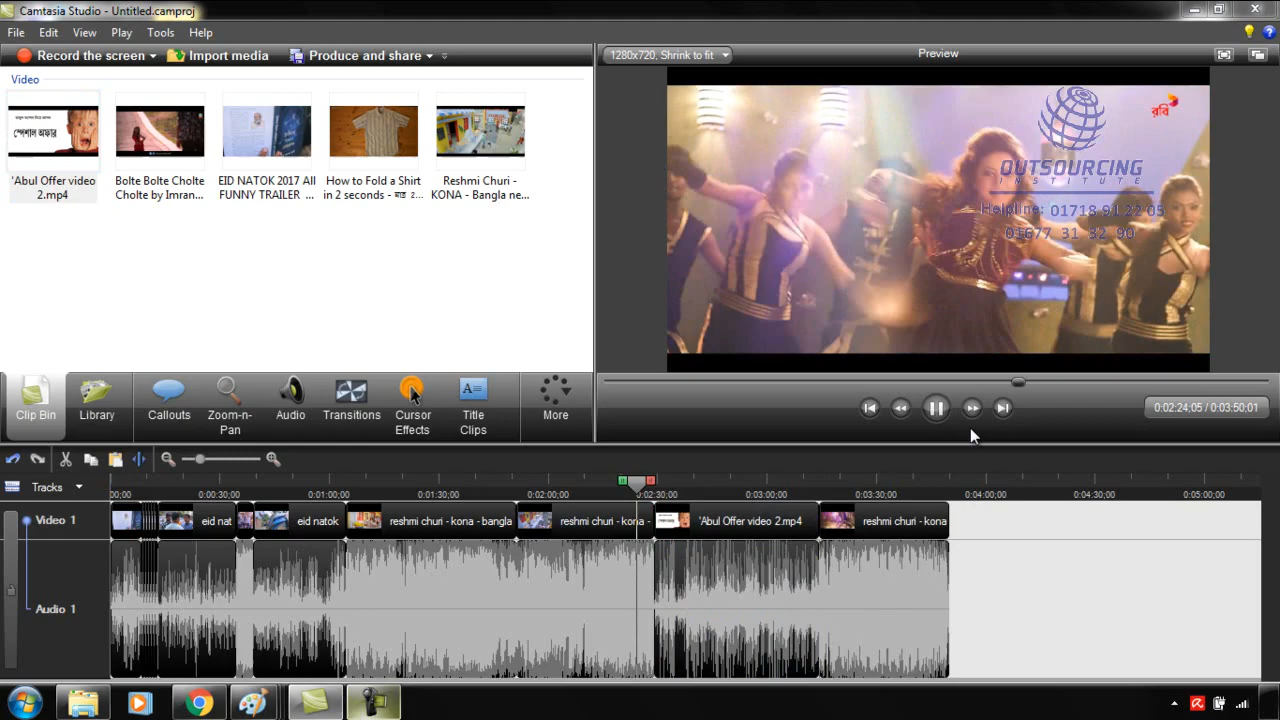 Camtasia Studio - Untitled.camproj
File Edit View Play Tools Help
Record the screen Import media Produce and share
1280x720, Shrink to fit
Preview
Video
স্পেশাল অফার
'Abul Offer video 2.mp4
Bolte Bolte Cholte Cholte by Imran...
EID NATOK 2017 All FUNNY TRAILER ...
How to Fold a Shirt in 2 seconds -
Reshmi Churi - KONA - Bangla ne...
রবি
OUTSOURCING
INSTITUTE
Helpline: 01718 91 22 05
01677 31 82 90
Clip Bin
Library
Callouts
Zoom-n-Pan
Audio
Transitions
Cursor Effects
Title Clips
More
0:02:24;05 / 0:03:50;01
Tracks
00;00 0:00:30;00 0:01:00;00 0:01:30;00 0:02:00;00 0:02:30;00 0:03:00;00 0:03:30;00 0:04:00;00 0:04:30;00 0:05:00;00
Video 1
eid nat
eid natok
reshmi churi - kona - bangla
reshmi churi - kona -
'Abul Offer video 2.mp4
reshmi churi - kona
Audio 1